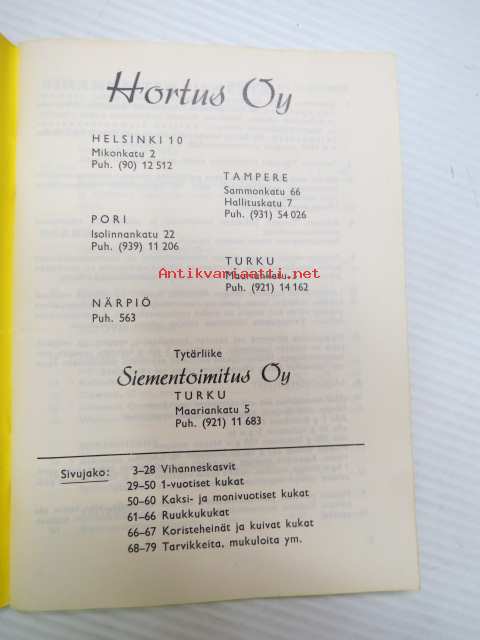 Hortus Oy
HELSINKI 10
Mikonkatu 2
Puh. (90) 12 512
TAMPERE
Sammonkatu 66
Hallituskatu 7
Puh. (931) 54 026
PORI
Isolinnankatu 22
Puh. (939) 11 206
TURKU
Antikvariaatti.net
Maariankatu
Puh. (921) 14 162
NÄRPIÖ
Puh. 563
Tytärliike
Siementoimitus Oy
TURKU
Maariankatu 5
Puh. (921) 11 683
Sivujako: 3–28 Vihanneskasvit
29–50 1-vuotiset kukat
50–60 Kaksi- ja monivuotiset kukat
61–66 Ruukkukukat
66–67 Koristeheinät ja kuivat kukat
68–79 Tarvikkeita, mukuloita ym.